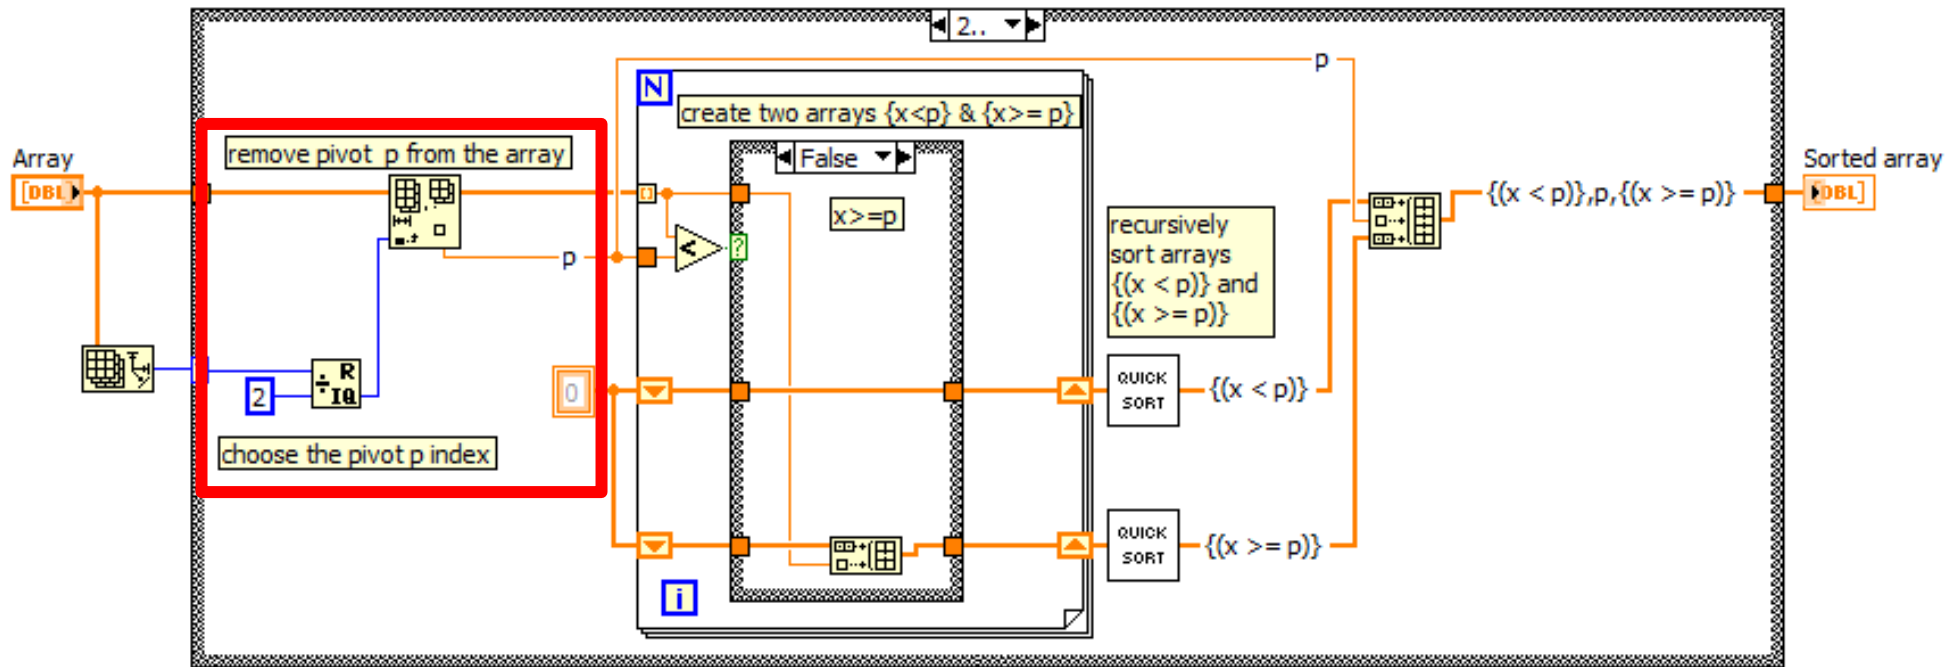 2..
p
N
create two arrays {x<p} & {x>= p}
remove pivot  p from the array
False
Array
Sorted array
[DBL]
DBL]
{(x < p)},p,{(x >= p)}
x>=p
recursively
sort arrays
{(x < p)} and
{(x >= p)}
<
?
p
R
IQ
2
0
QUICK
SORT
{(x < p)}
choose the pivot p index
QUICK
SORT
{(x >= p)}
i